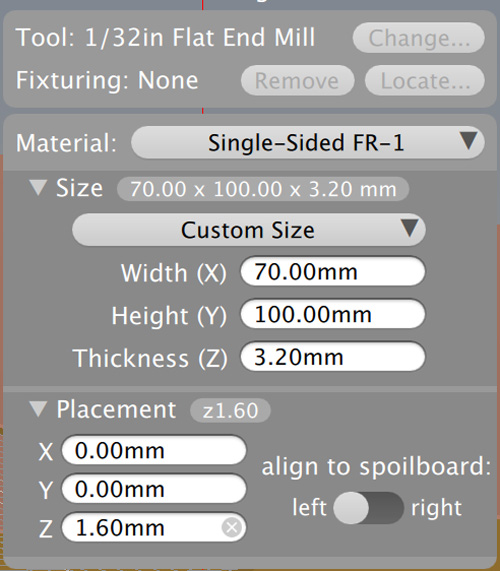 Tool: 1/32in Flat End Mill Change...
Fixturing: None Remove Locate...
Material: Single-Sided FR-1
Size 70.00 x 100.00 x 3.20 mm
Custom Size
Width (X) 70.00mm
Height (Y) 100.00mm
Thickness (Z) 3.20mm
Placement z1.60
X 0.00mm
align to spoilboard:
Y 0.00mm
left right
Z 1.60mm